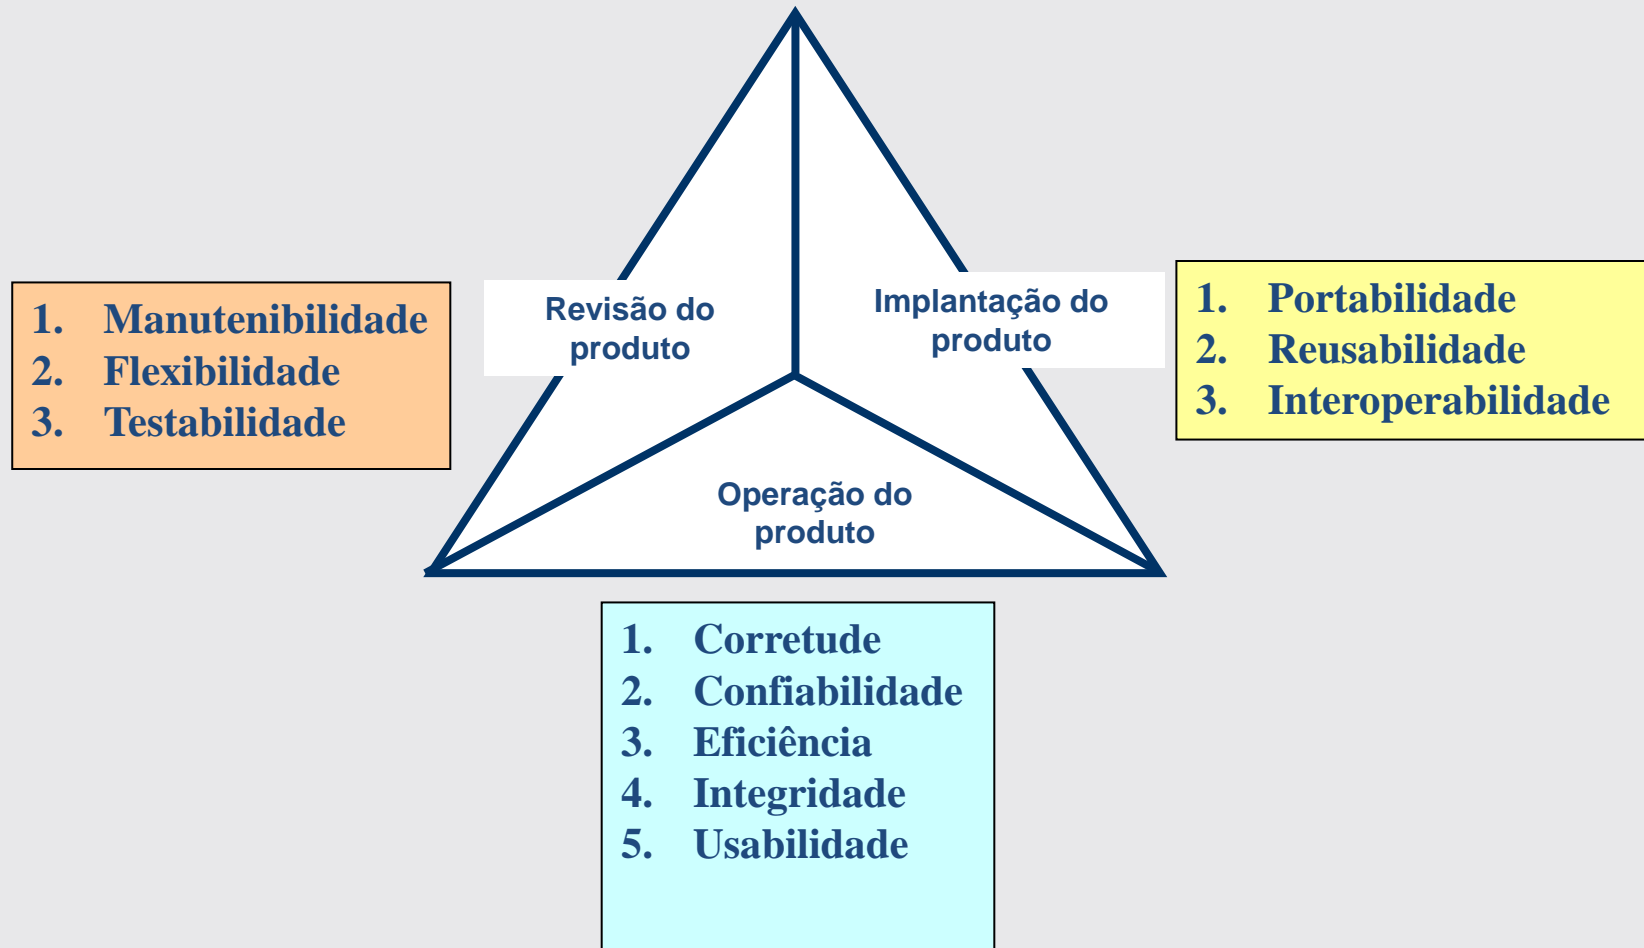 Revisão do
produto
Implantação do
produto
Operação do
produto
1. Manutenibilidade
2. Flexibilidade
3. Testabilidade
1. Portabilidade
2. Reusabilidade
3. Interoperabilidade
1. Corretude
2. Confiabilidade
3. Eficiência
4. Integridade
5. Usabilidade